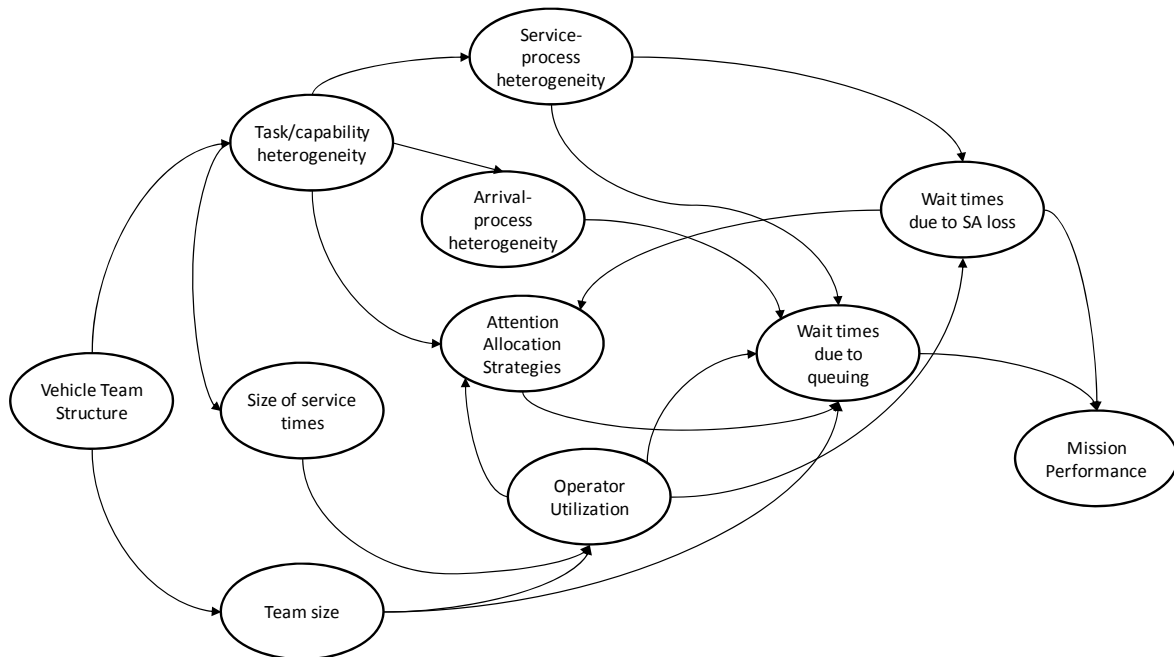 Service-
process
heterogeneity
Task/capability
heterogeneity
Arrival-
process
heterogeneity
Wait times
due to SA loss
Attention
Allocation
Strategies
Wait times
due to
queuing
Vehicle Team
Structure
Size of service
times
Mission
Performance
Operator
Utilization
Team size